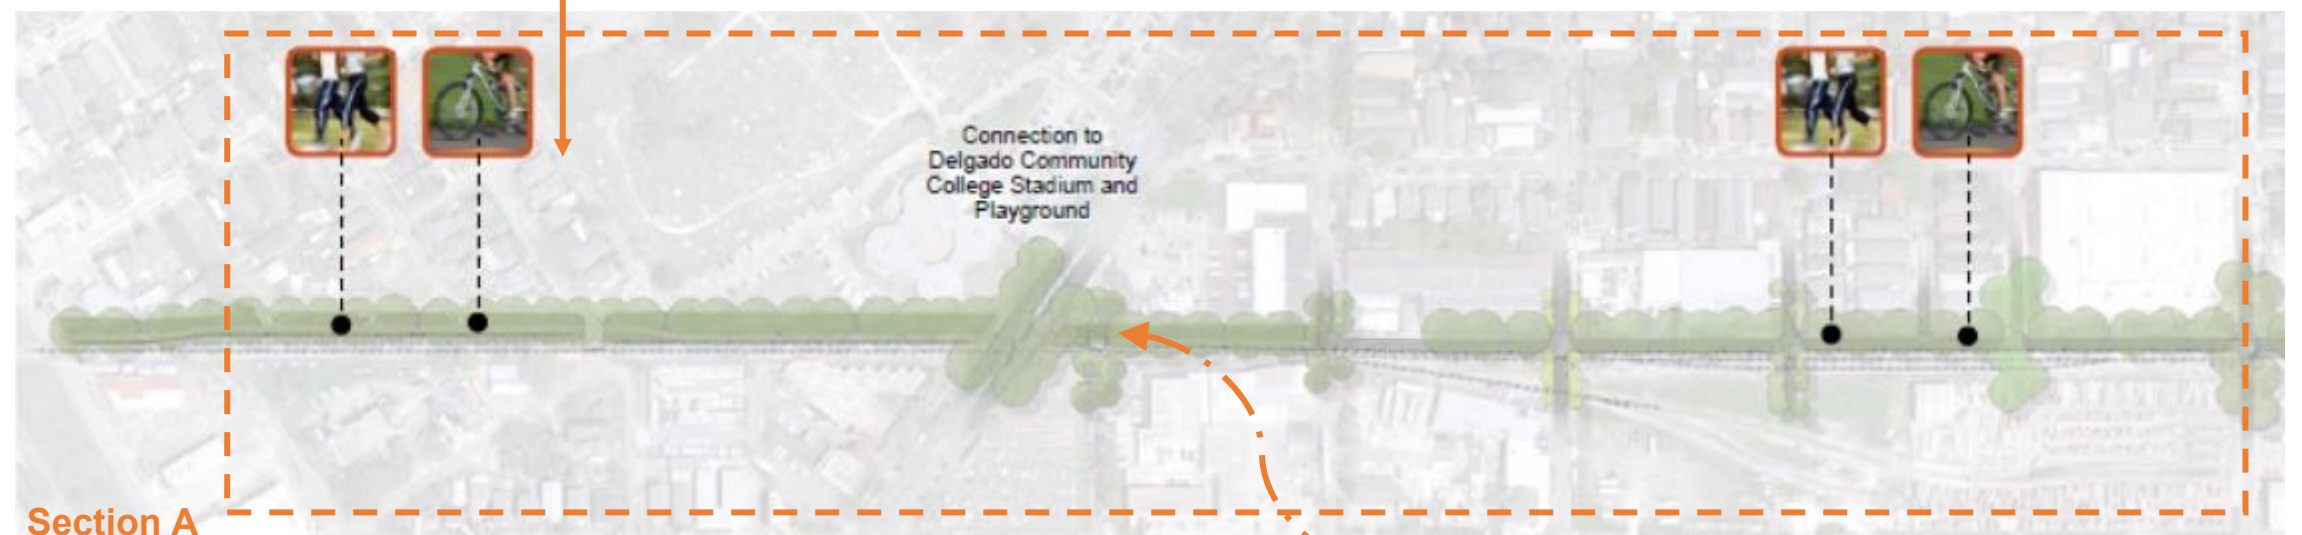 Connection to
Delgado Community
College Stadium and
Playground
Section A